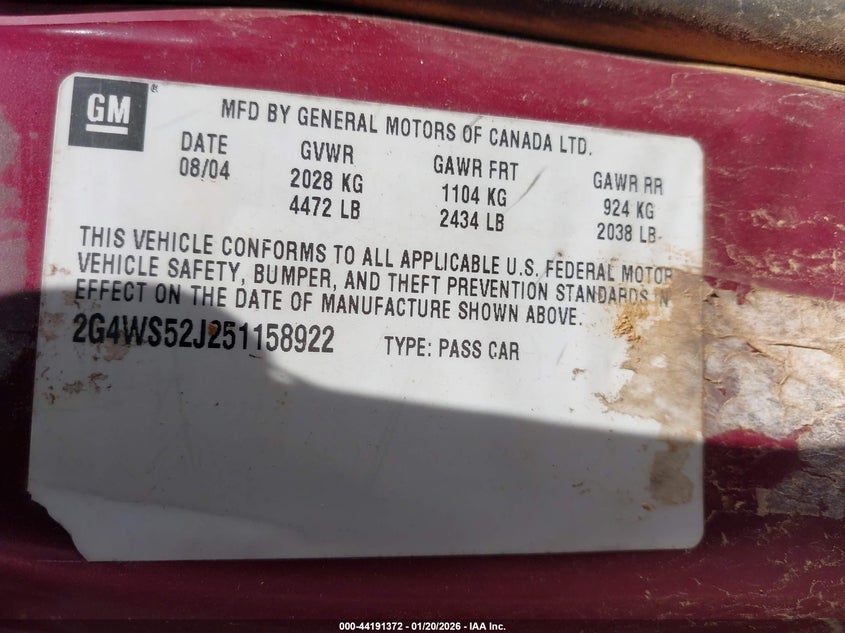 GM®
MFD BY GENERAL MOTORS OF CANADA LTD.
DATE GVWR GAWR FRT GAWR RR
08/04 2028 KG 1104 KG 924 KG
4472 LB 2434 LB 2038 LB
THIS VEHICLE CONFORMS TO ALL APPLICABLE U.S. FEDERAL MOTOR
VEHICLE SAFETY, BUMPER, AND THEFT PREVENTION STANDARDS IN
EFFECT ON THE DATE OF MANUFACTURE SHOWN ABOVE.
2G4WS52J251158922 TYPE: PASS CAR
000-44191372 — 01/20/2026 — IAA Inc.